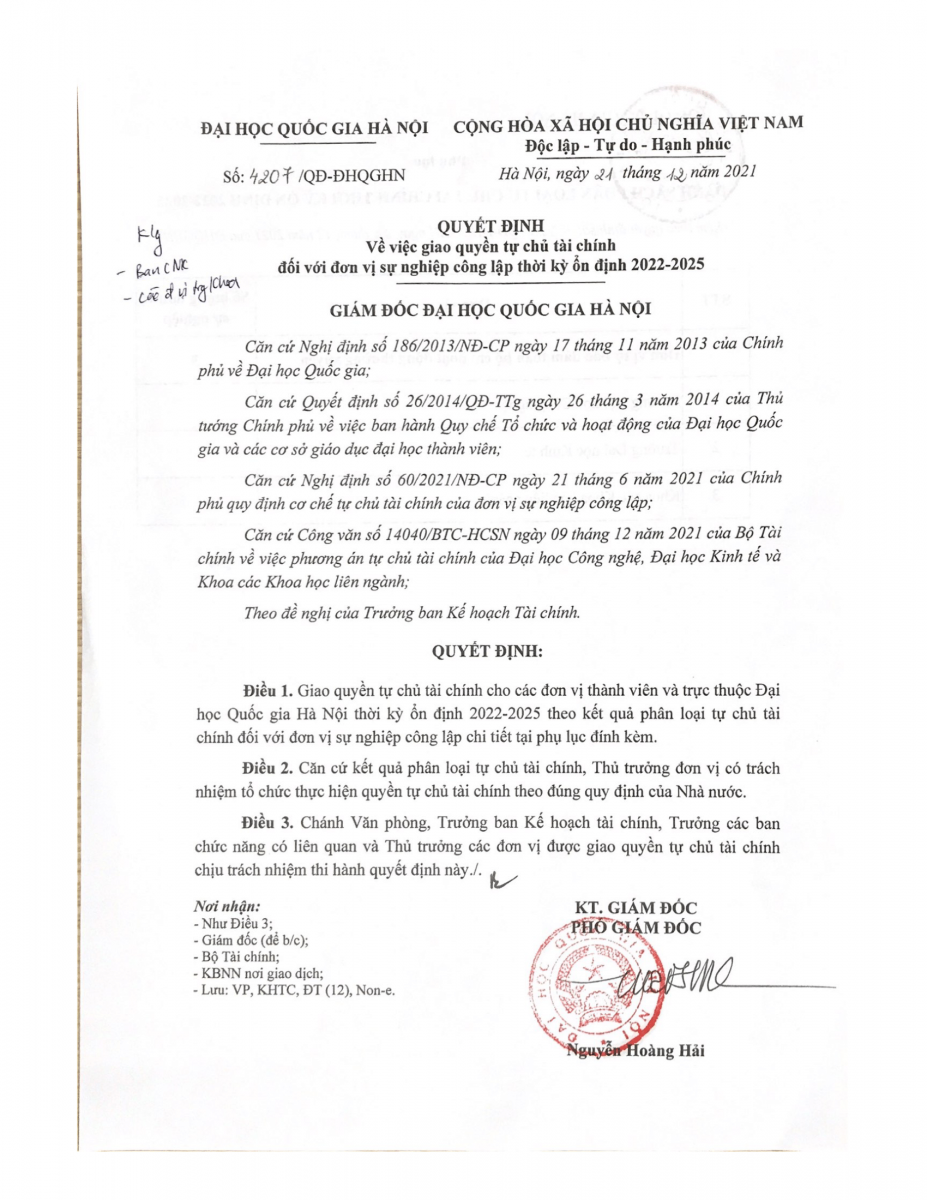 ĐẠI HỌC QUỐC GIA HÀ NỘI
CỘNG HÒA XÃ HỘI CHỦ NGHĨA VIỆT NAM
Độc lập - Tự do - Hạnh phúc
Số: 4207/QĐ-ĐHQGHN
Hà Nội, ngày 21 tháng 12 năm 2021
- Ban CNK
QUYẾT ĐỊNH
Về việc giao quyền tự chủ tài chính
đối với đơn vị sự nghiệp công lập thời kỳ ổn định 2022-2025
GIÁM ĐỐC ĐẠI HỌC QUỐC GIA HÀ NỘI
Căn cứ Nghị định số 186/2013/NĐ-CP ngày 17 tháng 11 năm 2013 của Chính
phủ về Đại học Quốc gia;
Căn cứ Quyết định số 26/2014/QĐ-TTg ngày 26 tháng 3 năm 2014 của Thủ
tướng Chính phủ về việc ban hành Quy chế Tổ chức và hoạt động của Đại học Quốc
gia và các cơ sở giáo dục đại học thành viên;
Căn cứ Nghị định số 60/2021/NĐ-CP ngày 21 tháng 6 năm 2021 của Chính
phủ quy định cơ chế tự chủ tài chính của đơn vị sự nghiệp công lập;
Căn cứ Công văn số 14040/BTC-HCSN ngày 09 tháng 12 năm 2021 của Bộ Tài
chính về việc phương án tự chủ tài chính của Đại học Công nghệ, Đại học Kinh tế và
Khoa các Khoa học liên ngành;
Theo đề nghị của Trưởng ban Kế hoạch Tài chính.
QUYẾT ĐỊNH:
Điều 1. Giao quyền tự chủ tài chính cho các đơn vị thành viên và trực thuộc Đại
học Quốc gia Hà Nội thời kỳ ổn định 2022-2025 theo kết quả phân loại tự chủ tài
chính đối với đơn vị sự nghiệp công lập chi tiết tại phụ lục đính kèm.
Điều 2. Căn cứ kết quả phân loại tự chủ tài chính, Thủ trưởng đơn vị có trách
nhiệm tổ chức thực hiện quyền tự chủ tài chính theo đúng quy định của Nhà nước.
Điều 3. Chánh Văn phòng, Trưởng ban Kế hoạch tài chính, Trưởng các ban
chức năng có liên quan và Thủ trưởng các đơn vị được giao quyền tự chủ tài chính
chịu trách nhiệm thi hành quyết định này./.
Nơi nhận:
- Như Điều 3;
- Giám đốc (để b/c);
- Bộ Tài chính;
- KBNN nơi giao dịch;
- Lưu: VP, KHTC, ĐT (12), Non-e.
KT. GIÁM ĐỐC
PHÓ GIÁM ĐỐC
ĐẠI HỌC QUỐC GIA HÀ NỘI
Nguyễn Hoàng Hải